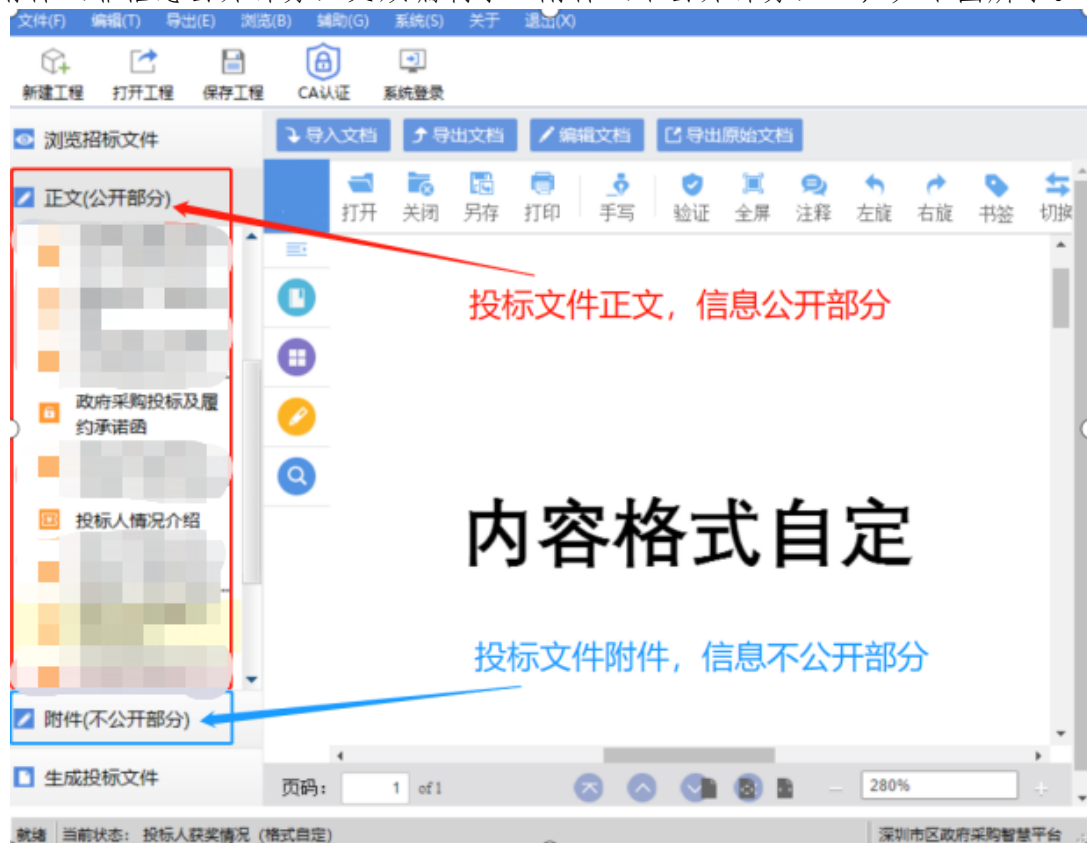 文件(F) 编辑(T) 导出(E) 浏览(B) 辅助(G) 系统(S) 关于 退出(X)
新建工程 打开工程 保存工程 CA认证 系统登录
浏览招标文件
导入文档 导出文档 编辑文档 导出原始文档
正文(公开部分)
打开 关闭 另存 打印 手写 验证 全屏 注释 左旋 右旋 书签 切换
投标文件正文，信息公开部分
政府采购投标及履
约承诺函
投标人情况介绍
内容格式自定
投标文件附件，信息不公开部分
附件(不公开部分)
生成投标文件
页码: 1 of 1 280%
就绪 当前状态: 投标人获奖情况 (格式自定) 深圳市区政府采购智慧平台